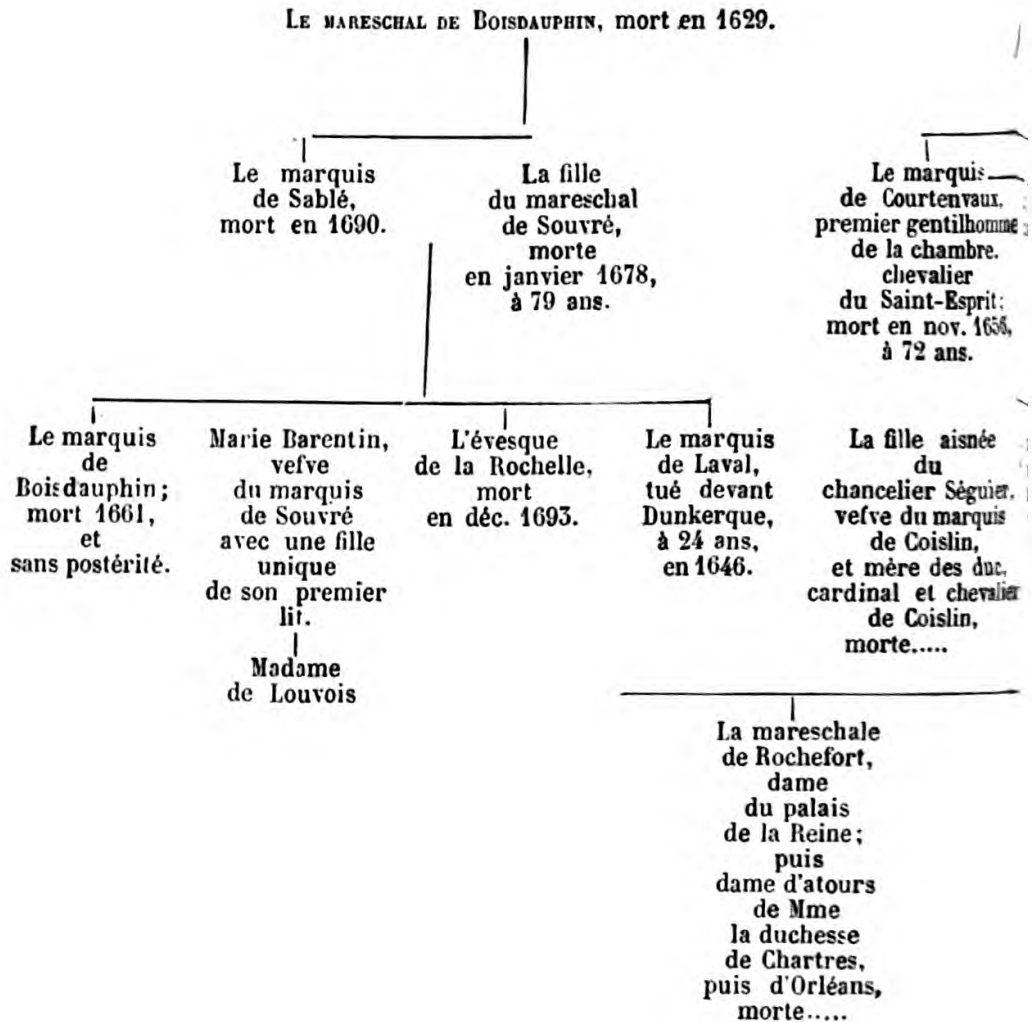 LE MARESCHAL DE BOISDAUPHIN, mort en 1629.
Le marquis
de Sablé,
mort en 1690.
La fille
du mareschal
de Souvré,
morte
en janvier 1678,
à 79 ans.
Le marquis
de Courtenvaux,
premier gentilhomme
de la chambre.
chevalier
du Saint-Esprit;
mort en nov. 1656,
à 72 ans.
Le marquis
de
Boisdauphin;
mort 1661,
et
sans postérité.
Marie Barentin,
vefve
du marquis
de Souvré
avec une fille
unique
de son premier
lit.
Madame
de Louvois
L'évesque
de la Rochelle,
mort
en déc. 1693.
Le marquis
de Laval,
tué devant
Dunkerque,
à 24 ans,
en 1646.
La fille aisnée
du
chancelier Séguier,
vefve du marquis
de Coislin,
et mère des duc,
cardinal et chevalier
de Coislin,
morte.....
La mareschale
de Rochefort,
dame
du palais
de la Reine;
puis
dame d'atours
de Mme
la duchesse
de Chartres,
puis d'Orléans,
morte.....